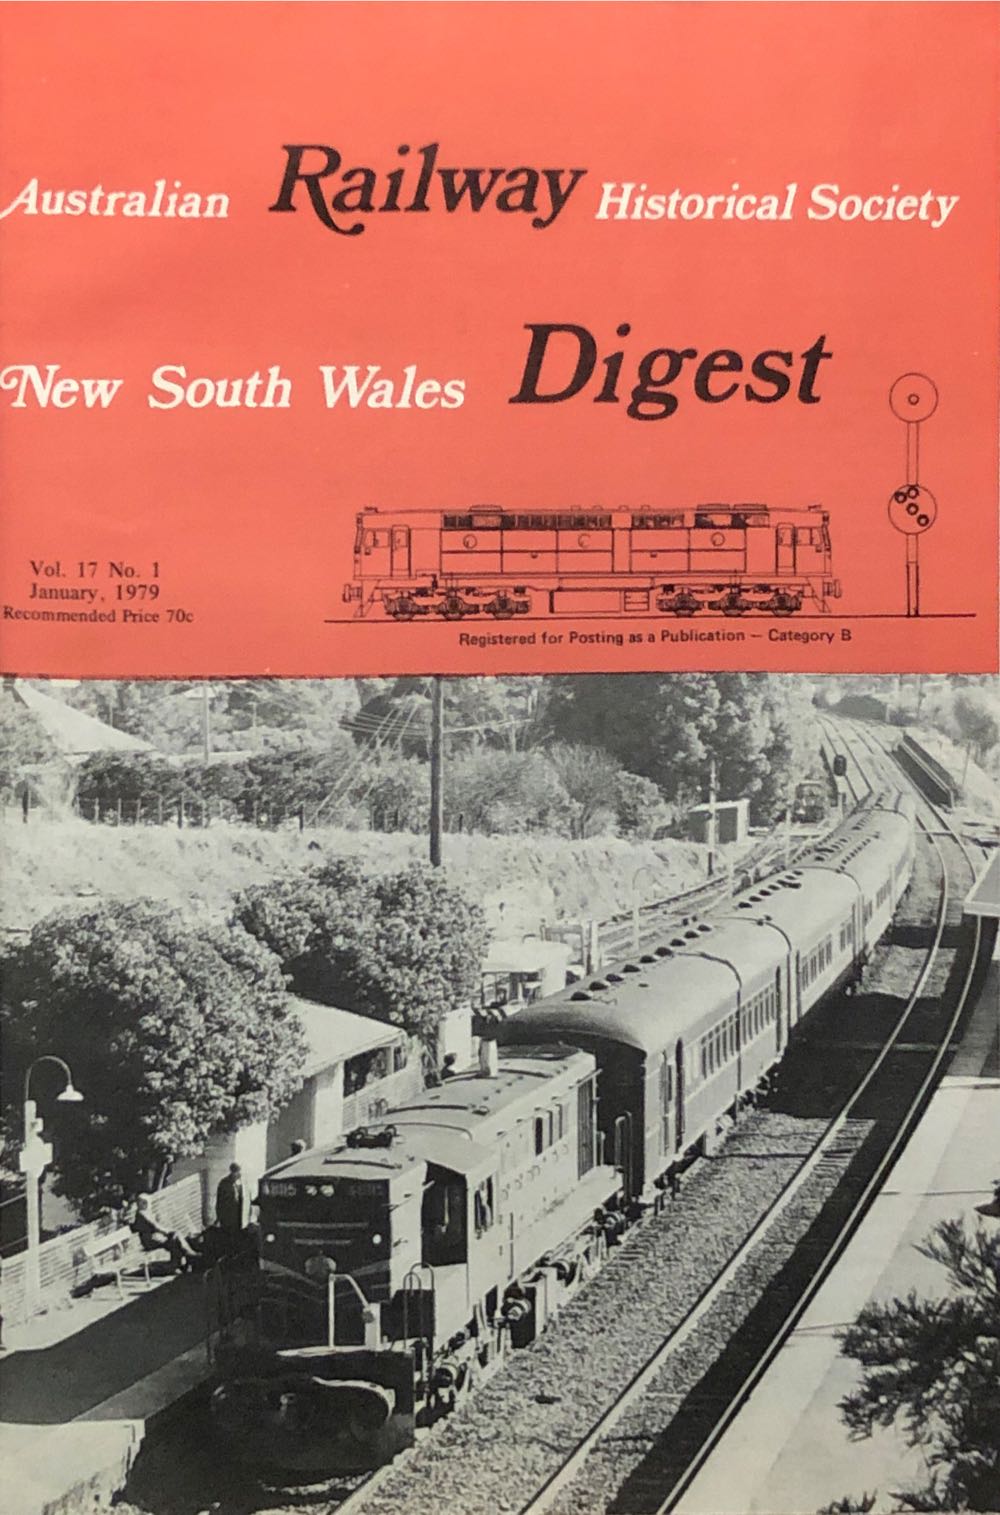 Australian Railway Historical Society
New South Wales Digest
Vol. 17 No. 1
January, 1979
Recommended Price 70c
Registered for Posting as a Publication — Category B